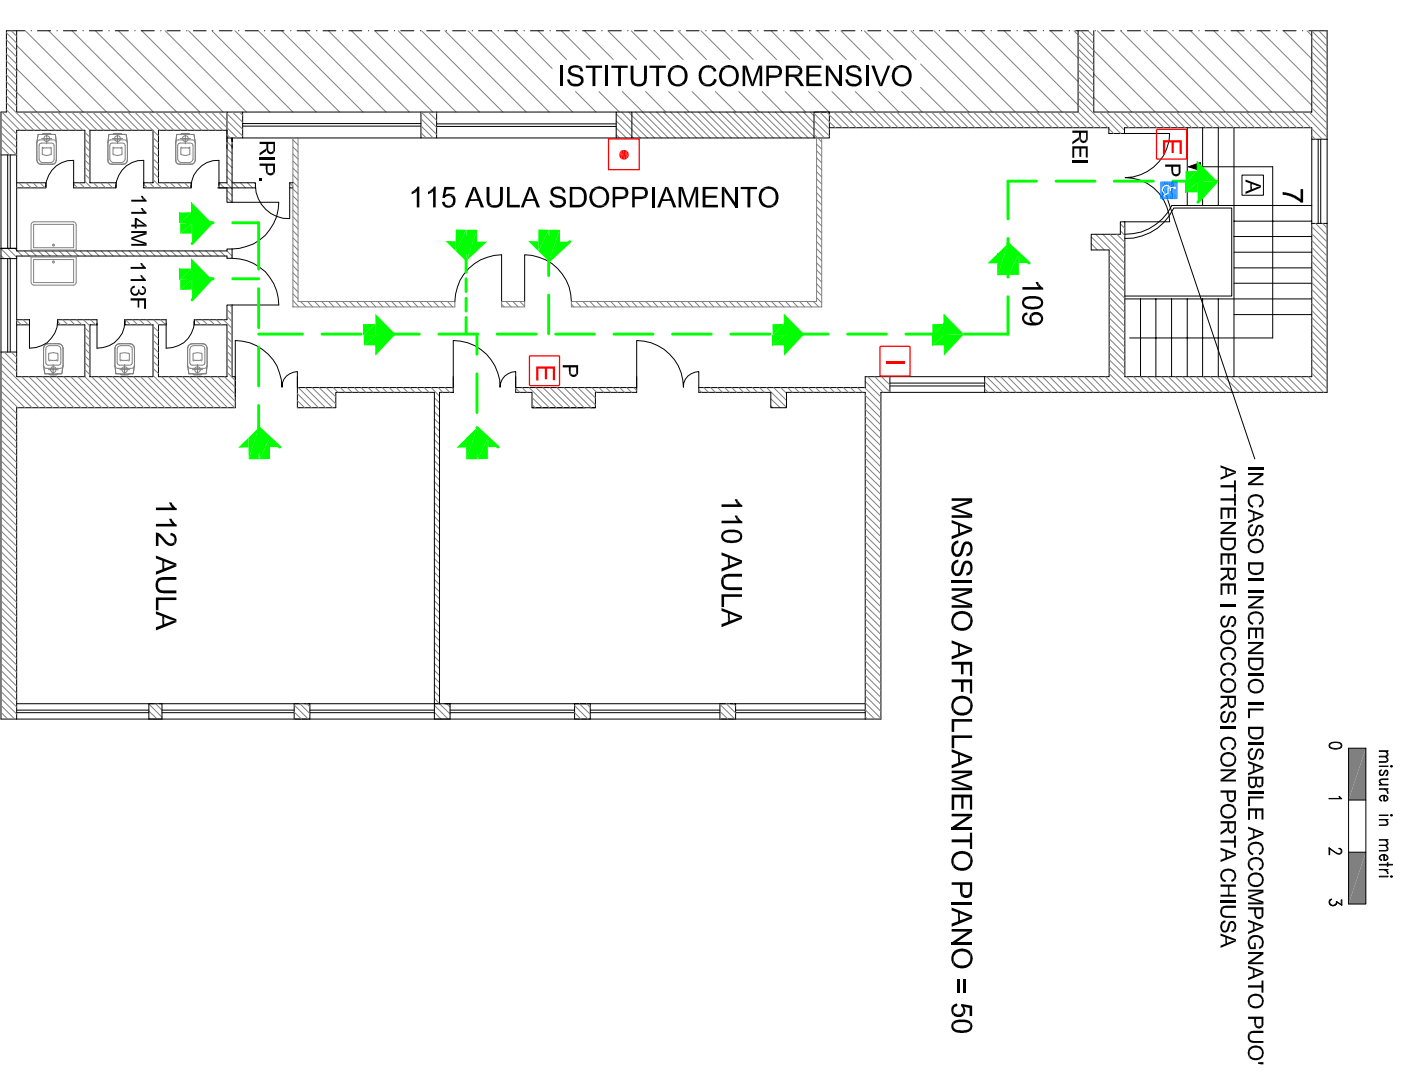 ISTITUTO COMPRENSIVO
RIP.
REI
E
P
A
7
115 AULA SDOPPIAMENTO
114M
113F
109
I
E
P
112 AULA
110 AULA
MASSIMO AFFOLLAMENTO PIANO = 50
IN CASO DI INCENDIO IL DISABILE ACCOMPAGNATO PUO'
ATTENDERE I SOCCORSI CON PORTA CHIUSA
misure in metri
0 1 2 3